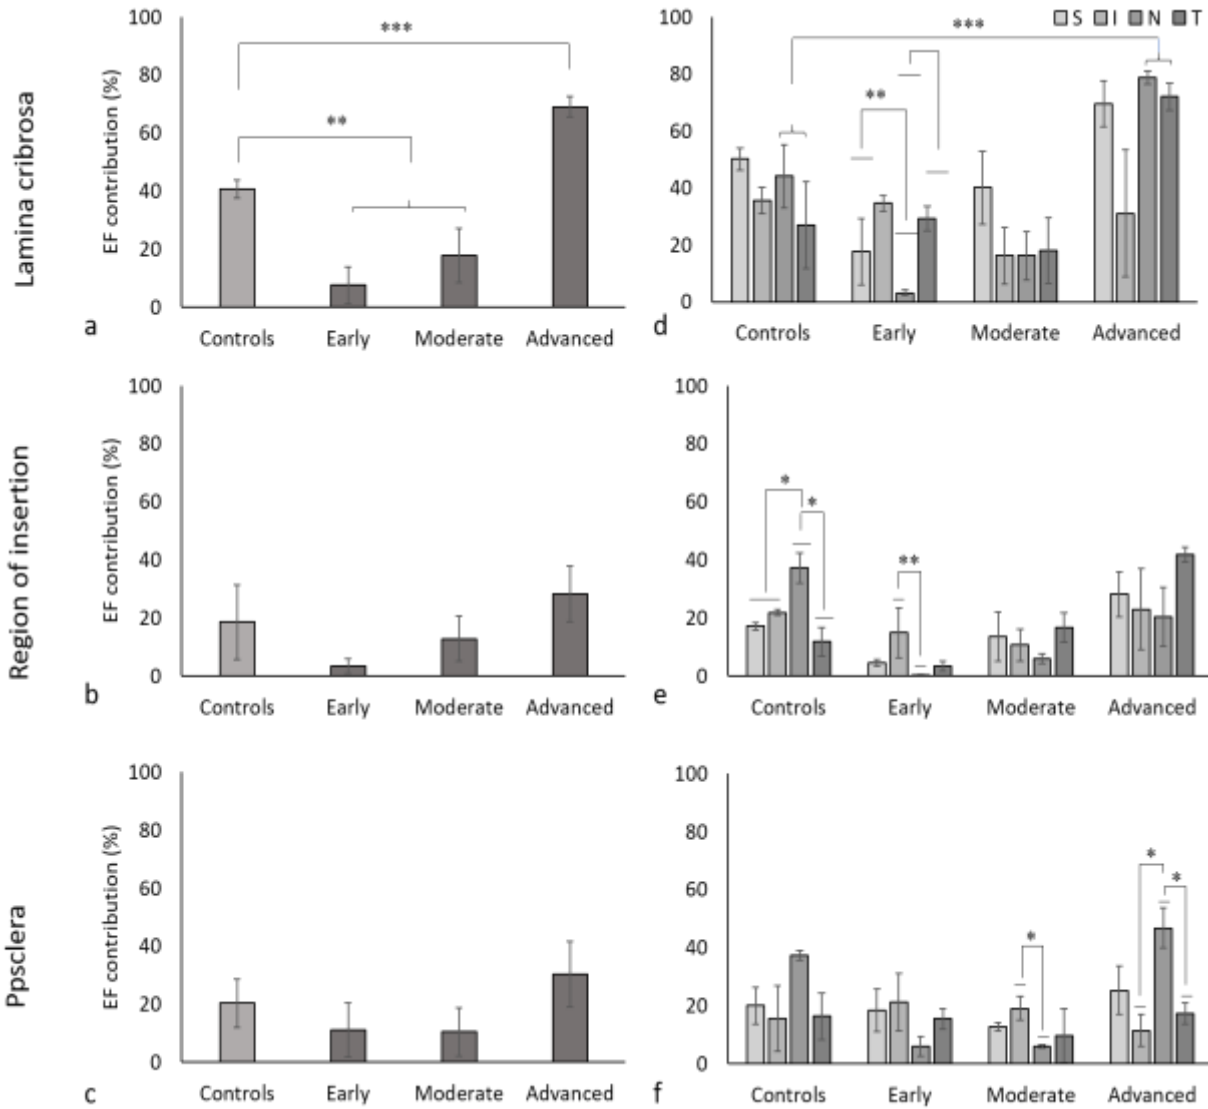 Lamina cribrosa
EF contribution (%)
100
80
60
40
20
0
***
**
a
Controls Early Moderate Advanced
S I N T
100
80
60
40
20
0
***
**
d
Controls Early Moderate Advanced
Region of insertion
EF contribution (%)
100
80
60
40
20
0
b
Controls Early Moderate Advanced
100
80
60
40
20
0
*
*
**
e
Controls Early Moderate Advanced
Ppsclera
EF contribution (%)
100
80
60
40
20
0
c
Controls Early Moderate Advanced
100
80
60
40
20
0
*
*
*
f
Controls Early Moderate Advanced